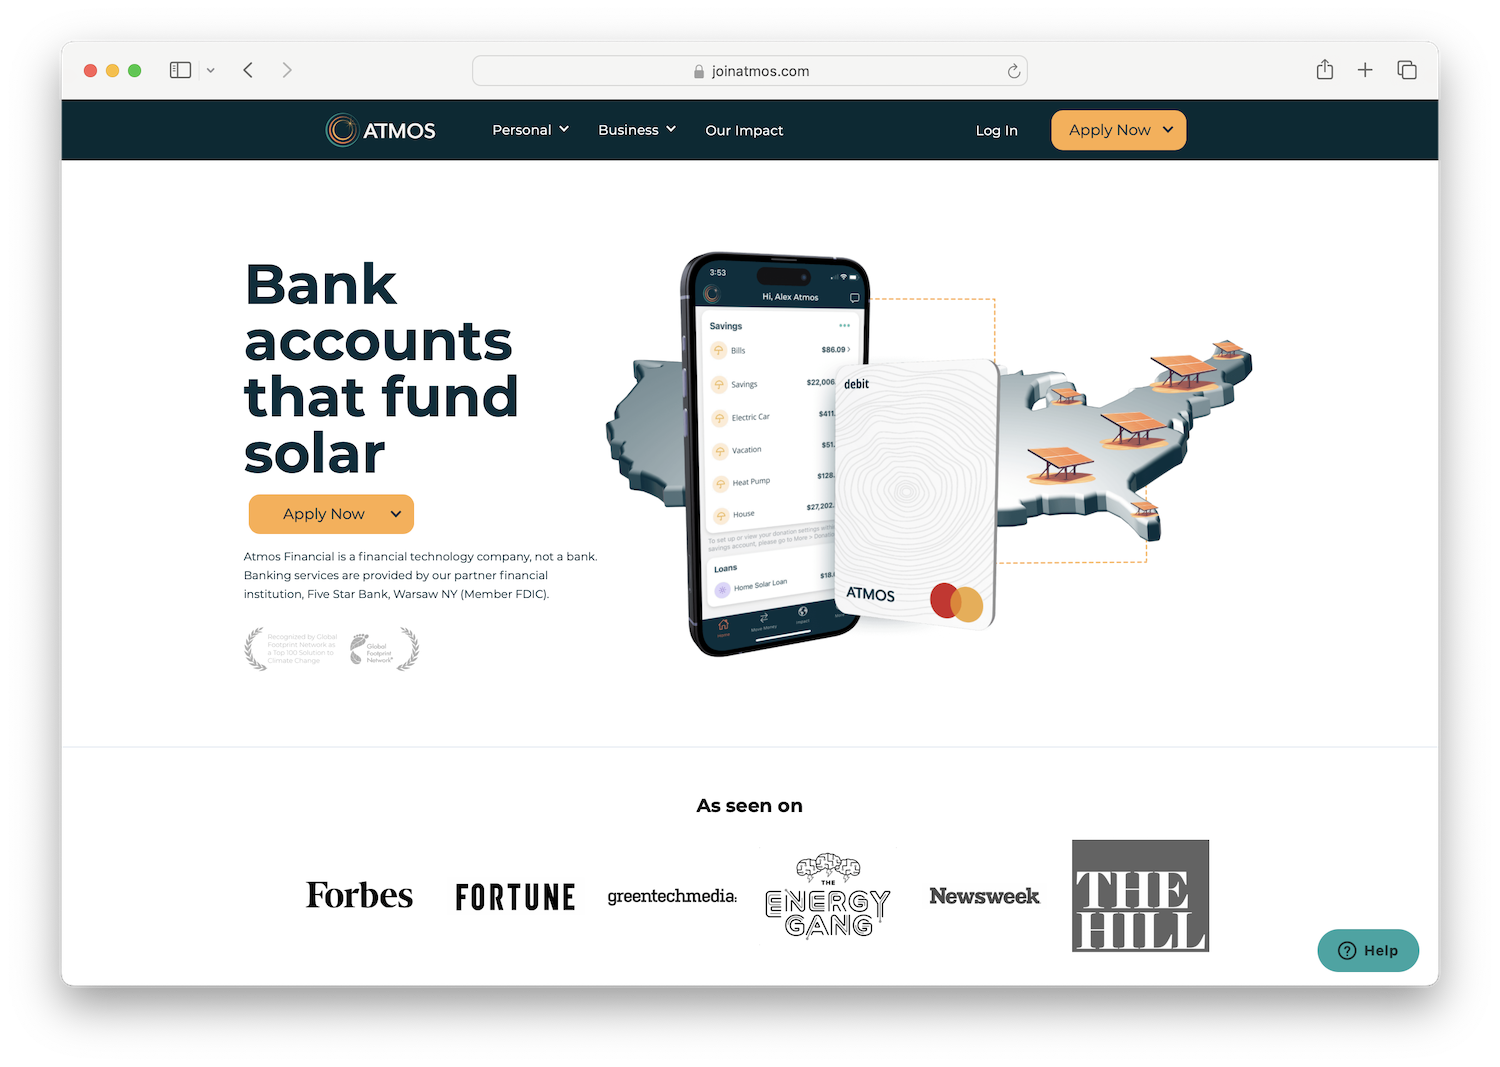 joinatmos.com
ATMOS
Personal
Business
Our Impact
Log In
Apply Now
Bank
accounts
that fund
solar
Apply Now
Atmos Financial is a financial technology company, not a bank.
Banking services are provided by our partner financial
institution, Five Star Bank, Warsaw NY (Member FDIC).
Recognized by Global
Footprint Network as
a Top 100 Solution to
Climate Change
Global
Footprint
Network
3:53
Hi, Alex Atmos
Savings
Bills $86.09
Savings $22,006.
Electric Car $411.
Vacation $51.
Heat Pump $128.
House $27,202.
To set up or view your donation settings
savings account, please go to More >
Loans
Home Solar Loan
Home
Move Money
Impact
debit
ATMOS
As seen on
Forbes
FORTUNE
greentechmedia:
THE
ENERGY
GANG
Newsweek
THE
HILL
Help